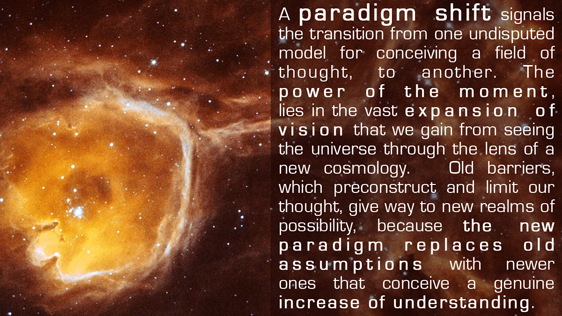 A paradigm shift signals
the transition from one undisputed
model for conceiving a field of
thought, to another. The
power of the moment,
lies in the vast expansion of
vision that we gain from seeing
the universe through the lens of a
new cosmology. Old barriers,
which preconstruct and limit our
thought, give way to new realms of
possibility, because the new
paradigm replaces old
assumptions with newer
ones that conceive a genuine
increase of understanding.